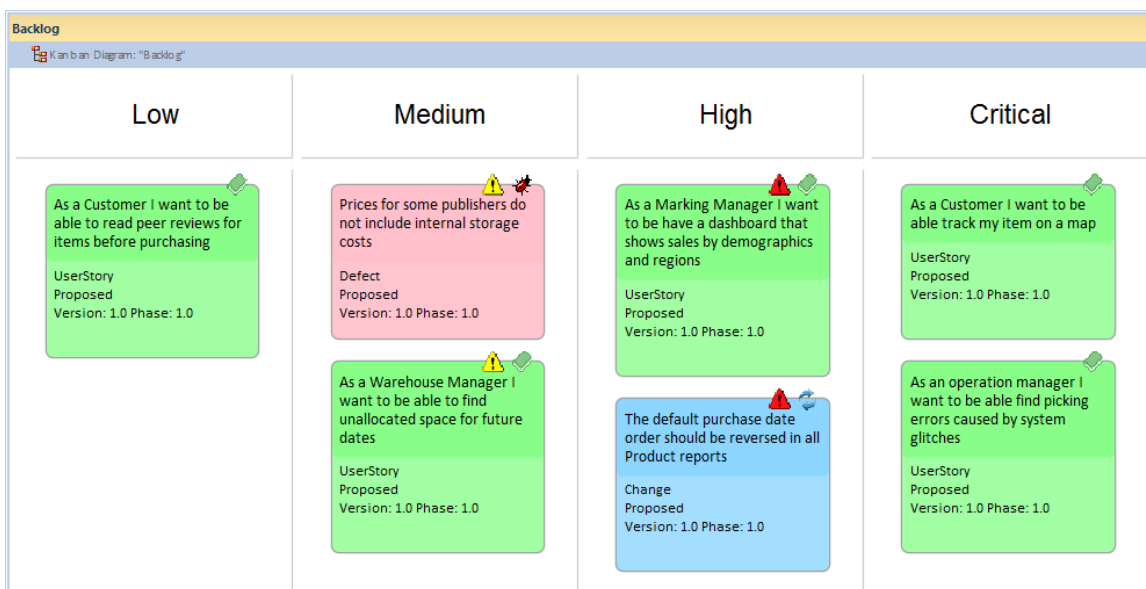 Backlog
Kanban Diagram: "Backlog"
Low
Medium
High
Critical
As a Customer I want to be
able to read peer reviews for
items before purchasing
UserStory
Proposed
Version: 1.0 Phase: 1.0
Prices for some publishers do
not include internal storage
costs
Defect
Proposed
Version: 1.0 Phase: 1.0
As a Warehouse Manager I
want to be able to find
unallocated space for future
dates
UserStory
Proposed
Version: 1.0 Phase: 1.0
As a Marking Manager I want
to be have a dashboard that
shows sales by demographics
and regions
UserStory
Proposed
Version: 1.0 Phase: 1.0
The default purchase date
order should be reversed in all
Product reports
Change
Proposed
Version: 1.0 Phase: 1.0
As a Customer I want to be
able track my item on a map
UserStory
Proposed
Version: 1.0 Phase: 1.0
As an operation manager I
want to be able find picking
errors caused by system
glitches
UserStory
Proposed
Version: 1.0 Phase: 1.0